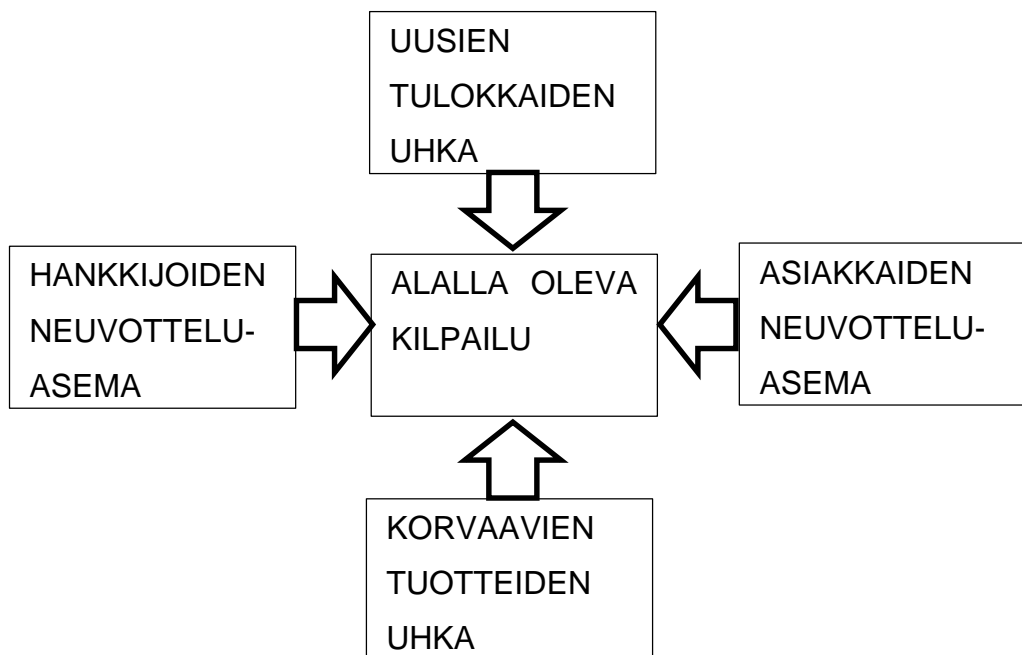 UUSIEN
TULOKKAIDEN
UHKA
HANKKIJOIDEN
NEUVOTTELU-
ASEMA
ALALLA OLEVA
KILPAILU
ASIAKKAIDEN
NEUVOTTELU-
ASEMA
KORVAAVIEN
TUOTTEIDEN
UHKA